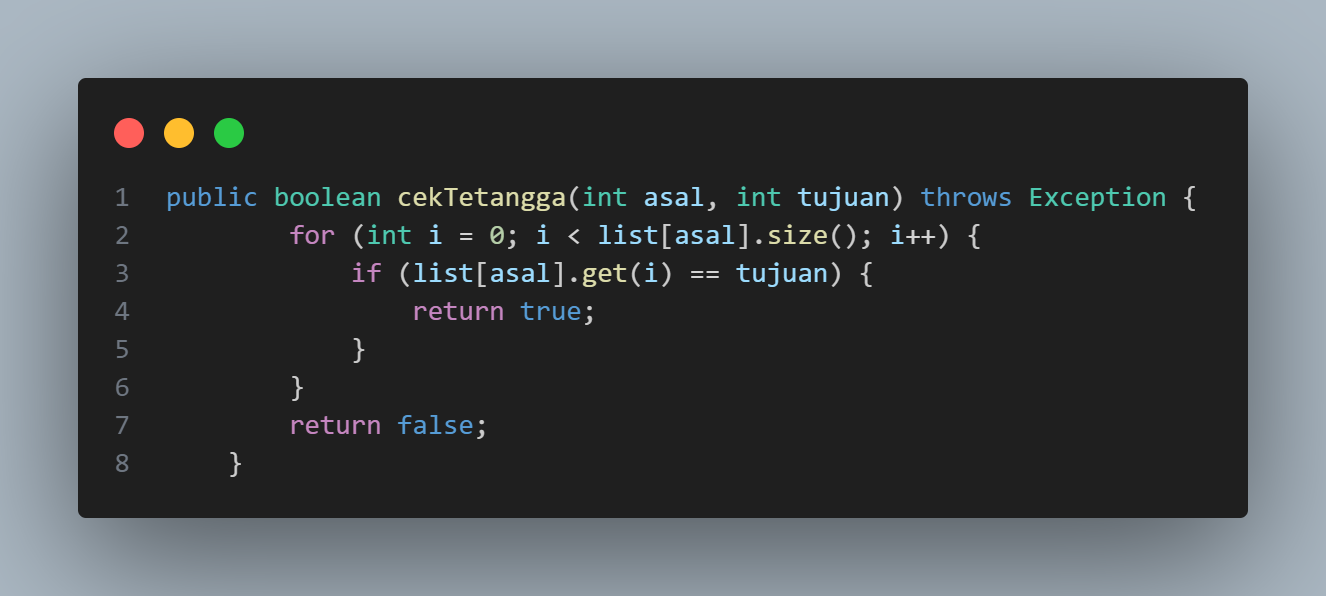 1 public boolean cekTetangga(int asal, int tujuan) throws Exception {
2         for (int i = 0; i < list[asal].size(); i++) {
3             if (list[asal].get(i) == tujuan) {
4                 return true;
5             }
6         }
7         return false;
8     }